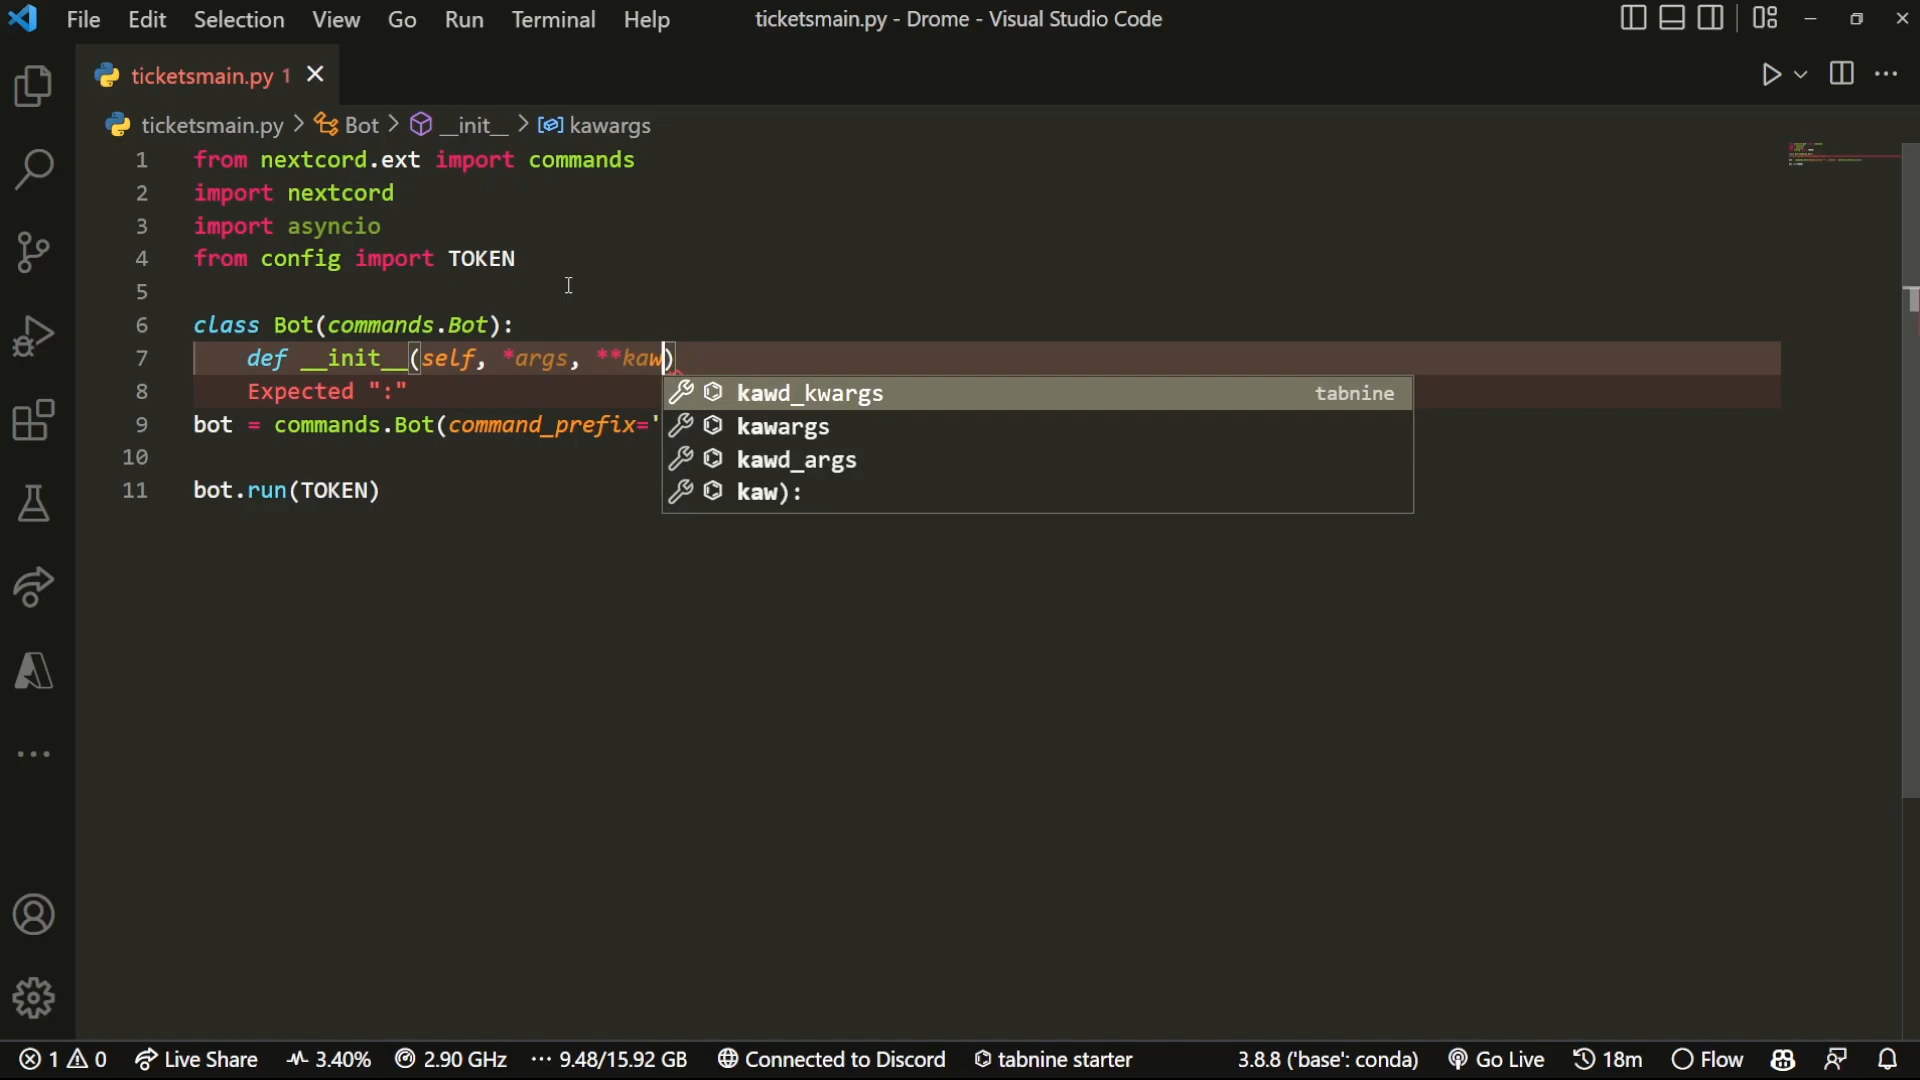 File Edit Selection View Go Run Terminal Help ticketsmain.py - Drome - Visual Studio Code
ticketsmain.py 1
ticketsmain.py > Bot > __init__ > kawargs
1 from nextcord.ext import commands
2 import nextcord
3 import asyncio
4 from config import TOKEN
5
6 class Bot(commands.Bot):
7 def __init__(self, *args, **kaw)
8 Expected ":"
kawd_kwargs tabnine
9 bot = commands.Bot(command_prefix='
kawargs
10
kawd_args
11 bot.run(TOKEN)
kaw):
1 0 Live Share 3.40% 2.90 GHz 9.48/15.92 GB Connected to Discord tabnine starter 3.8.8 ('base': conda) Go Live 18m Flow